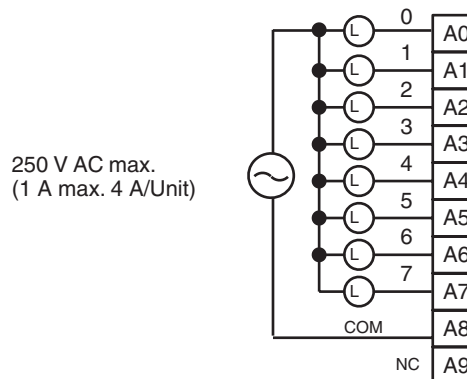 0
L A0
1
L A1
2
L A2
3
L A3
250 V AC max.
(1 A max. 4 A/Unit)
4
L A4
5
L A5
6
L A6
7
L A7
COM A8
NC A9